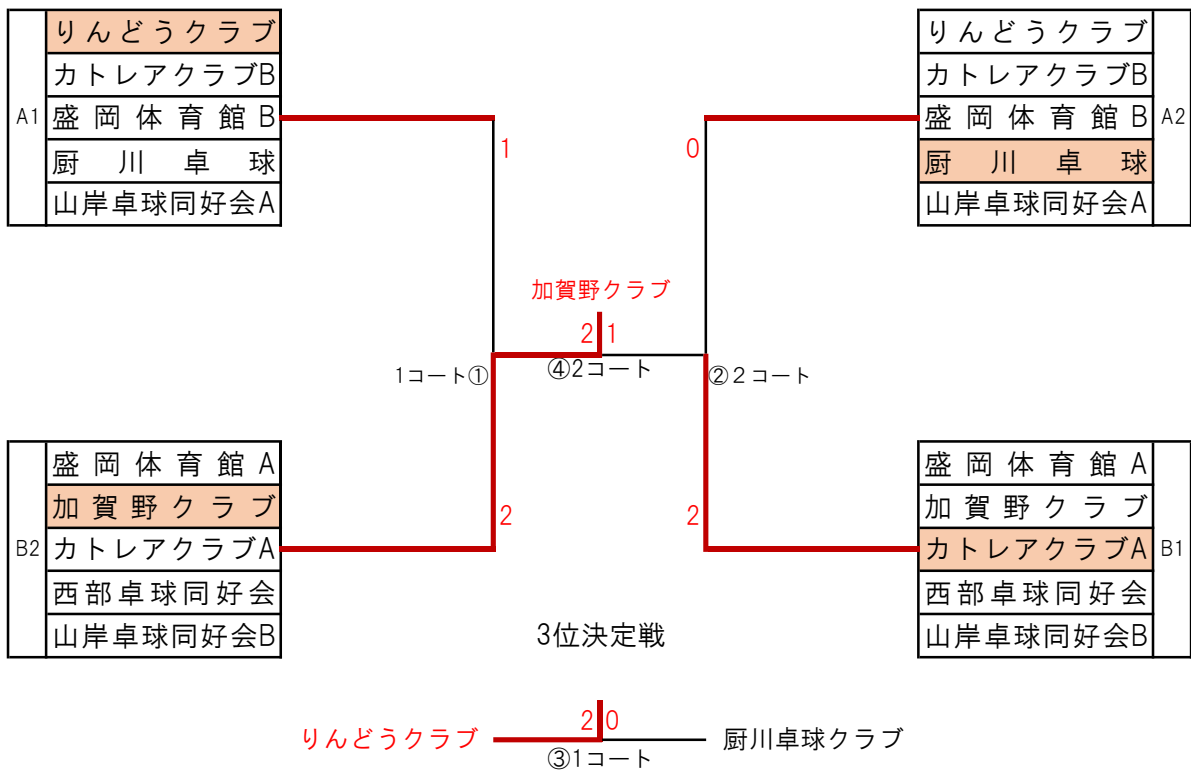 A1
りんどうクラブ
カトレアクラブB
盛岡体育館B
厨川卓球
山岸卓球同好会A
A2
りんどうクラブ
カトレアクラブB
盛岡体育館B
厨川卓球
山岸卓球同好会A
1
0
加賀野クラブ
2 1
1コート①
④2コート
②2コート
2
2
B2
盛岡体育館A
加賀野クラブ
カトレアクラブA
西部卓球同好会
山岸卓球同好会B
B1
盛岡体育館A
加賀野クラブ
カトレアクラブA
西部卓球同好会
山岸卓球同好会B
3位決定戦
りんどうクラブ
2 0
厨川卓球クラブ
③1コート